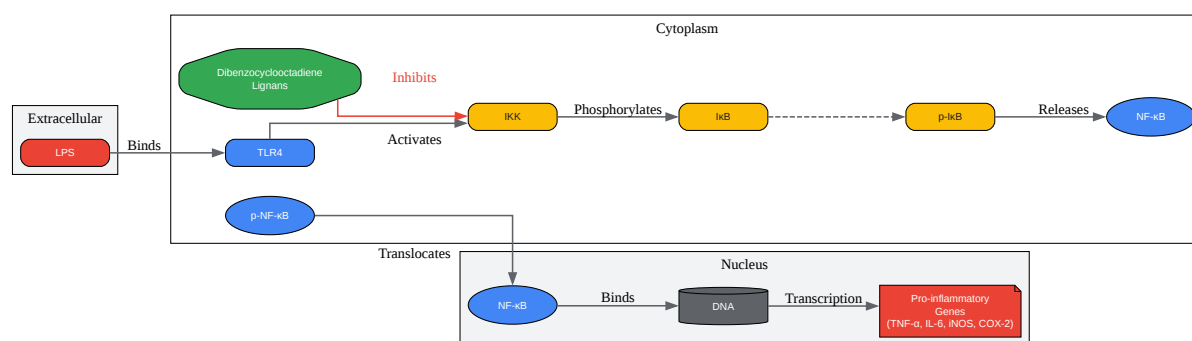 Cytoplasm
Dibenzocyclooctadiene
Lignans
Inhibits
Extracellular
LPS
Binds
TLR4
Activates
IKK
Phosphorylates
IκB
p-IκB
Releases
NF-κB
p-NF-κB
Translocates
Nucleus
NF-κB
Binds
DNA
Transcription
Pro-inflammatory
Genes
(TNF-α, IL-6, iNOS, COX-2)